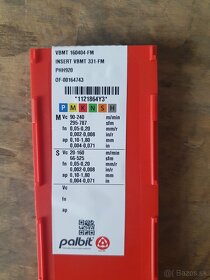 VBMT 160404-FM
INSERT VBMT 331-FM
PHH920
OF-00164743
*1121864Y3*
P M K N S H
M Vc 90-240 m/min
295-787 sfm
fn 0,05-0,20 mm/r
0,002-0,008 in/r
ap 0,10-1,80 mm
0,004-0,071 in
S Vc 20-160 m/min
66-525 sfm
fn 0,05-0,20 mm/r
0,002-0,008 in/r
ap 0,10-1,80 mm
0,004-0,071 in
Vc
fn
ap
palbit
bazos.sk